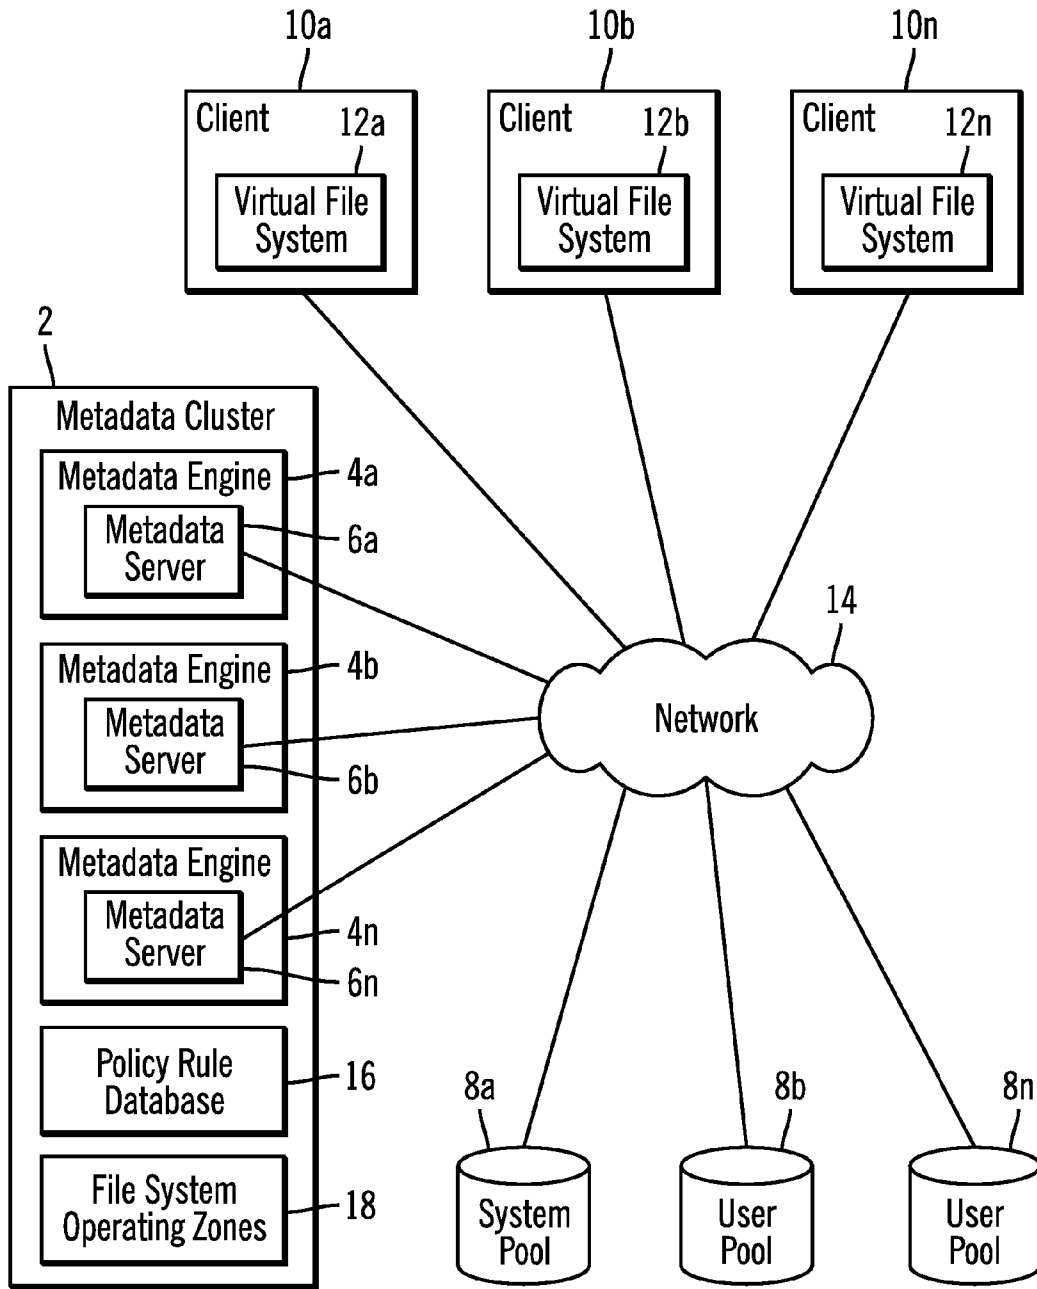 10a 10b 10n
Client Client Client
12a 12b 12n
Virtual File Virtual File Virtual File
System System System
2
Metadata Cluster
Metadata Engine 4a
Metadata 6a
Server
14
Metadata Engine 4b
Metadata
Server 6b
Network
Metadata Engine
Metadata 4n
Server
6n
Policy Rule 16
Database
8a 8b 8n
File System 18
Operating Zones
System User User
Pool Pool Pool